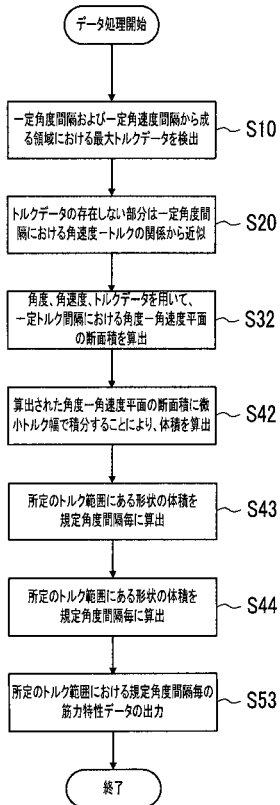 データ処理開始
一定角度間隔および一定角速度間隔から成
る領域における最大トルクデータを検出
S10
トルクデータの存在しない部分は一定角度間
隔における角速度ートルクの関係から近似
S20
角度、角速度、トルクデータを用いて、
一定トルク間隔における角度ー角速度平面
の断面積を算出
S32
算出された角度ー角速度平面の断面積に微
小トルク幅で積分することにより、体積を算出
S42
所定のトルク範囲にある形状の体積を
規定角度間隔毎に算出
S43
所定のトルク範囲にある形状の体積を
規定角度間隔毎に算出
S44
所定のトルク範囲における規定角度間隔毎の
筋力特性データの出力
S53
終了